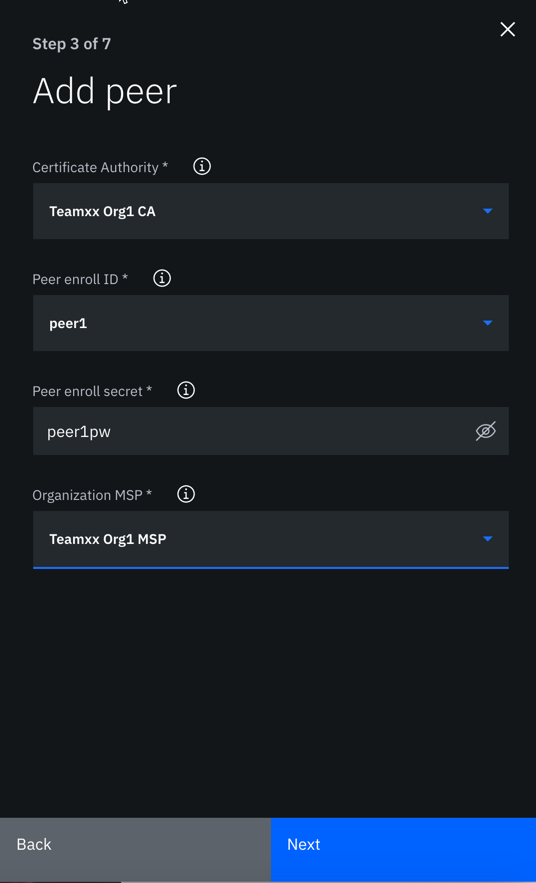 Step 3 of 7
Add peer
Certificate Authority *
Teamxx Org1 CA
Peer enroll ID *
peer1
Peer enroll secret *
peer1pw
Organization MSP *
Teamxx Org1 MSP
Back
Next